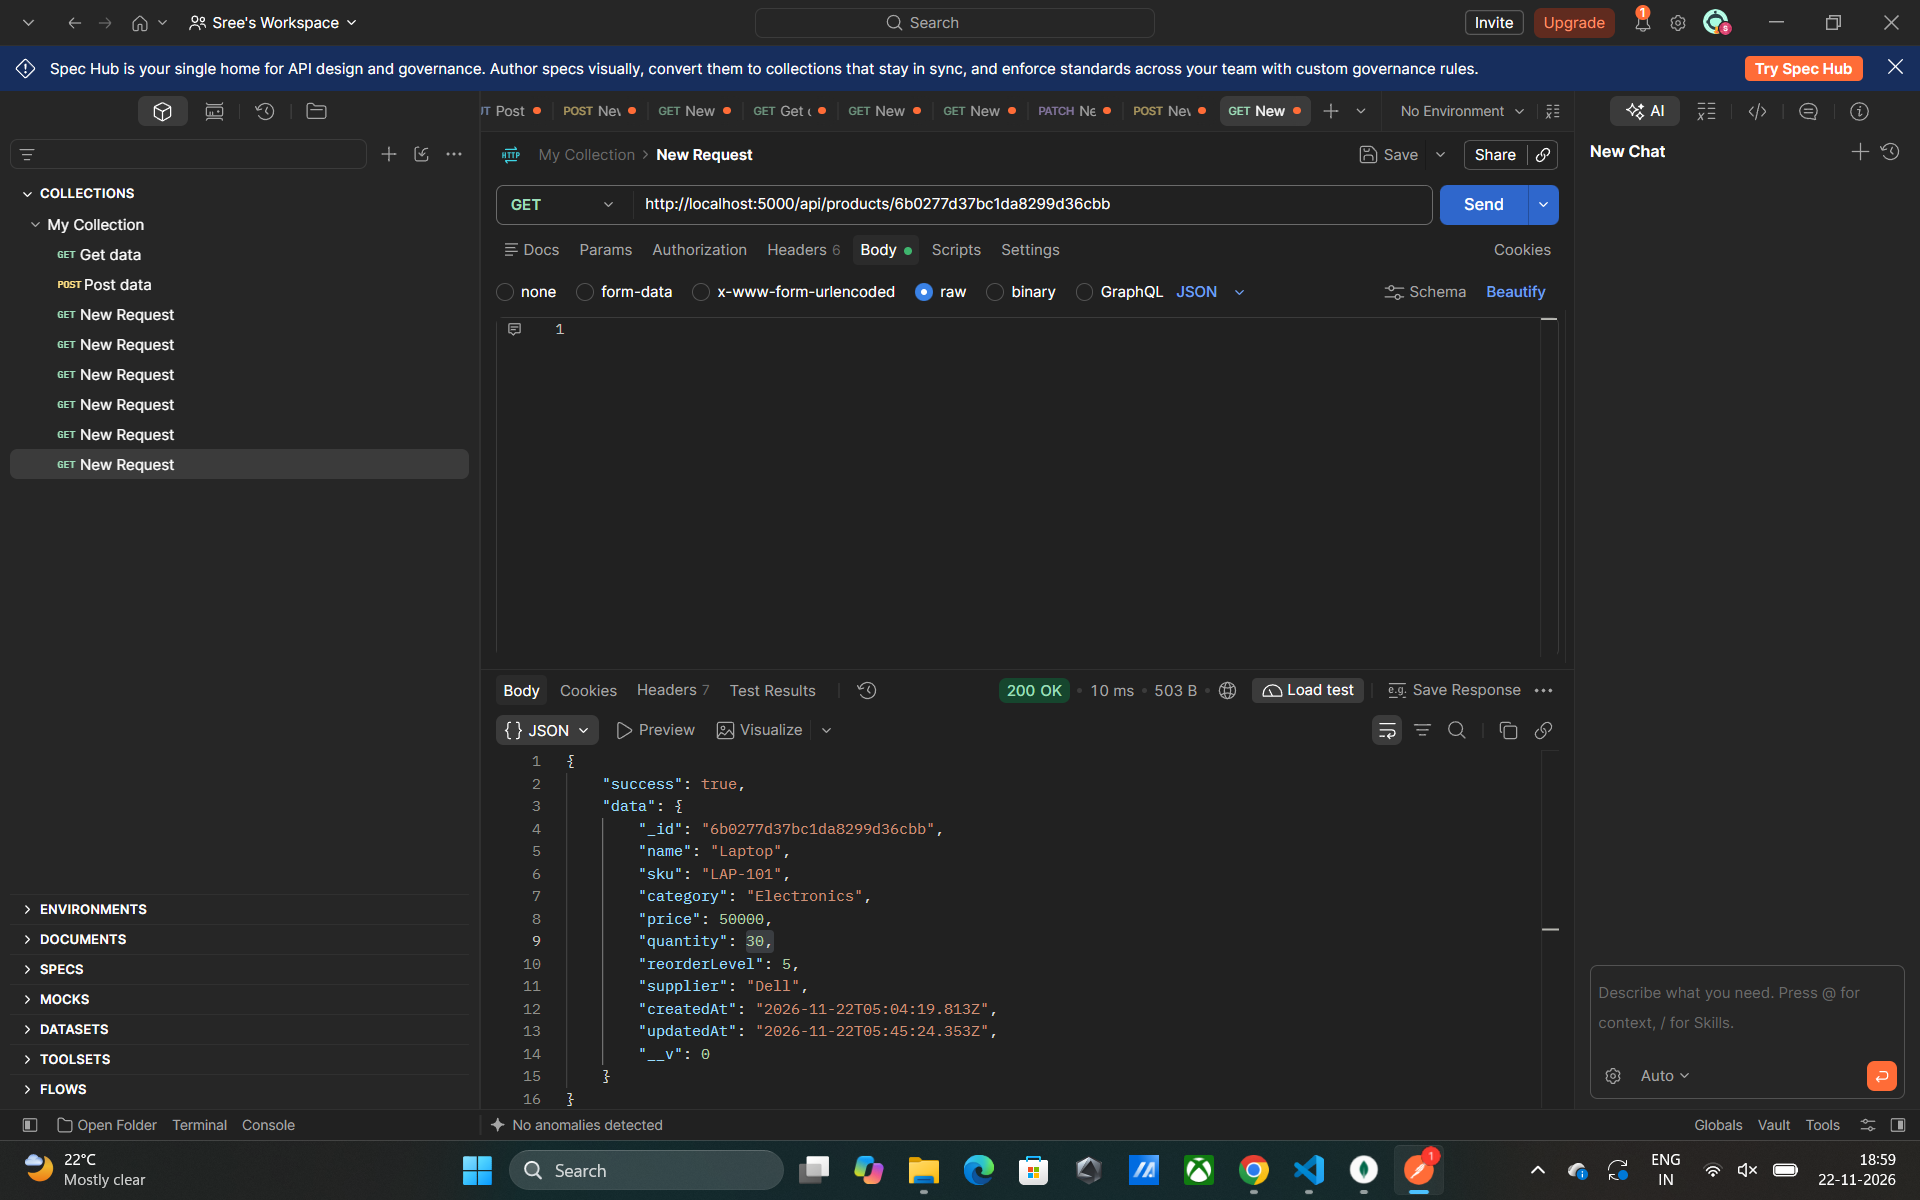 Sree's Workspace
Search
Invite
Upgrade
1
Spec Hub is your single home for API design and governance. Author specs visually, convert them to collections that stay in sync, and enforce standards across your team with custom governance rules.
Try Spec Hub
COLLECTIONS
My Collection
GET Get data
POST Post data
GET New Request
GET New Request
GET New Request
GET New Request
GET New Request
GET New Request
ENVIRONMENTS
DOCUMENTS
SPECS
MOCKS
DATASETS
TOOLSETS
FLOWS
Post
POST
GET New
GET Get
GET New
GET New
PATCH
POST
GET New
No Environment
HTTP My Collection > New Request
Save
Share
GET
http://localhost:5000/api/products/6b0277d37bc1da8299d36cbb
Send
Docs Params Authorization Headers 6 Body Scripts Settings
Cookies
none form-data x-www-form-urlencoded raw binary GraphQL JSON
Schema Beautify
1
Body Cookies Headers 7 Test Results
200 OK • 10 ms • 503 B
Load test
e.g. Save Response
{} JSON Preview Visualize
1 {
2 "success": true,
3 "data": {
4 "_id": "6b0277d37bc1da8299d36cbb",
5 "name": "Laptop",
6 "sku": "LAP-101",
7 "category": "Electronics",
8 "price": 50000,
9 "quantity": 30,
10 "reorderLevel": 5,
11 "supplier": "Dell",
12 "createdAt": "2026-11-22T05:04:19.813Z",
13 "updatedAt": "2026-11-22T05:45:24.353Z",
14 "__v": 0
15 }
16 }
AI
New Chat
Describe what you need. Press @ for
context, / for Skills.
Auto
Open Folder Terminal Console
No anomalies detected
Globals Vault Tools
22°C
Mostly clear
Search
1
ENG
IN
18:59
22-11-2026